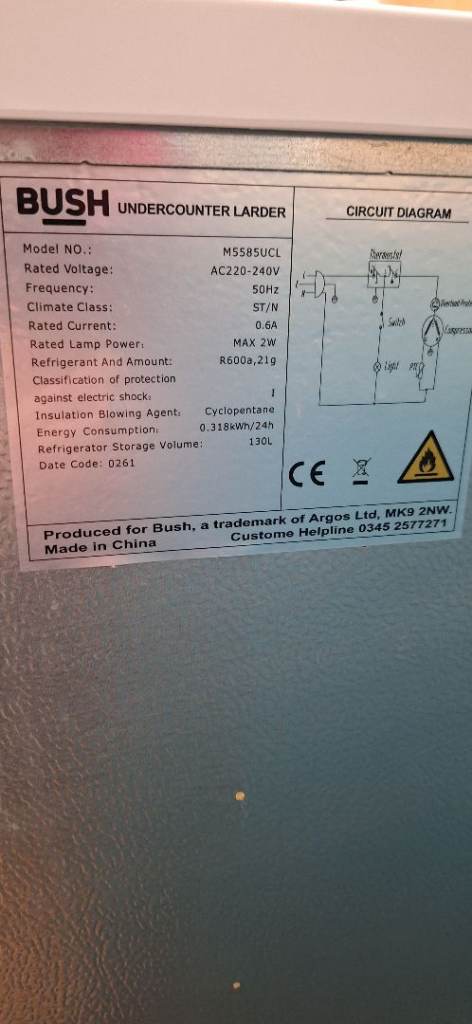 BUSH UNDERCOUNTER LARDER
Model NO.: M5585UCL
Rated Voltage: AC220-240V
Frequency: 50Hz
Climate Class: ST/N
Rated Current: 0.6A
Rated Lamp Power: MAX 2W
Refrigerant And Amount: R600a,21g
Classification of protection
against electric shock: I
Insulation Blowing Agent: Cyclopentane
Energy Consumption: 0.318kWh/24h
Refrigerator Storage Volume: 130L
Date Code: 0261
CIRCUIT DIAGRAM
Thermostat
Switch
Light
PTC
CE
Produced for Bush, a trademark of Argos Ltd, MK9 2NW.
Made in China Custome Helpline 0345 2577271